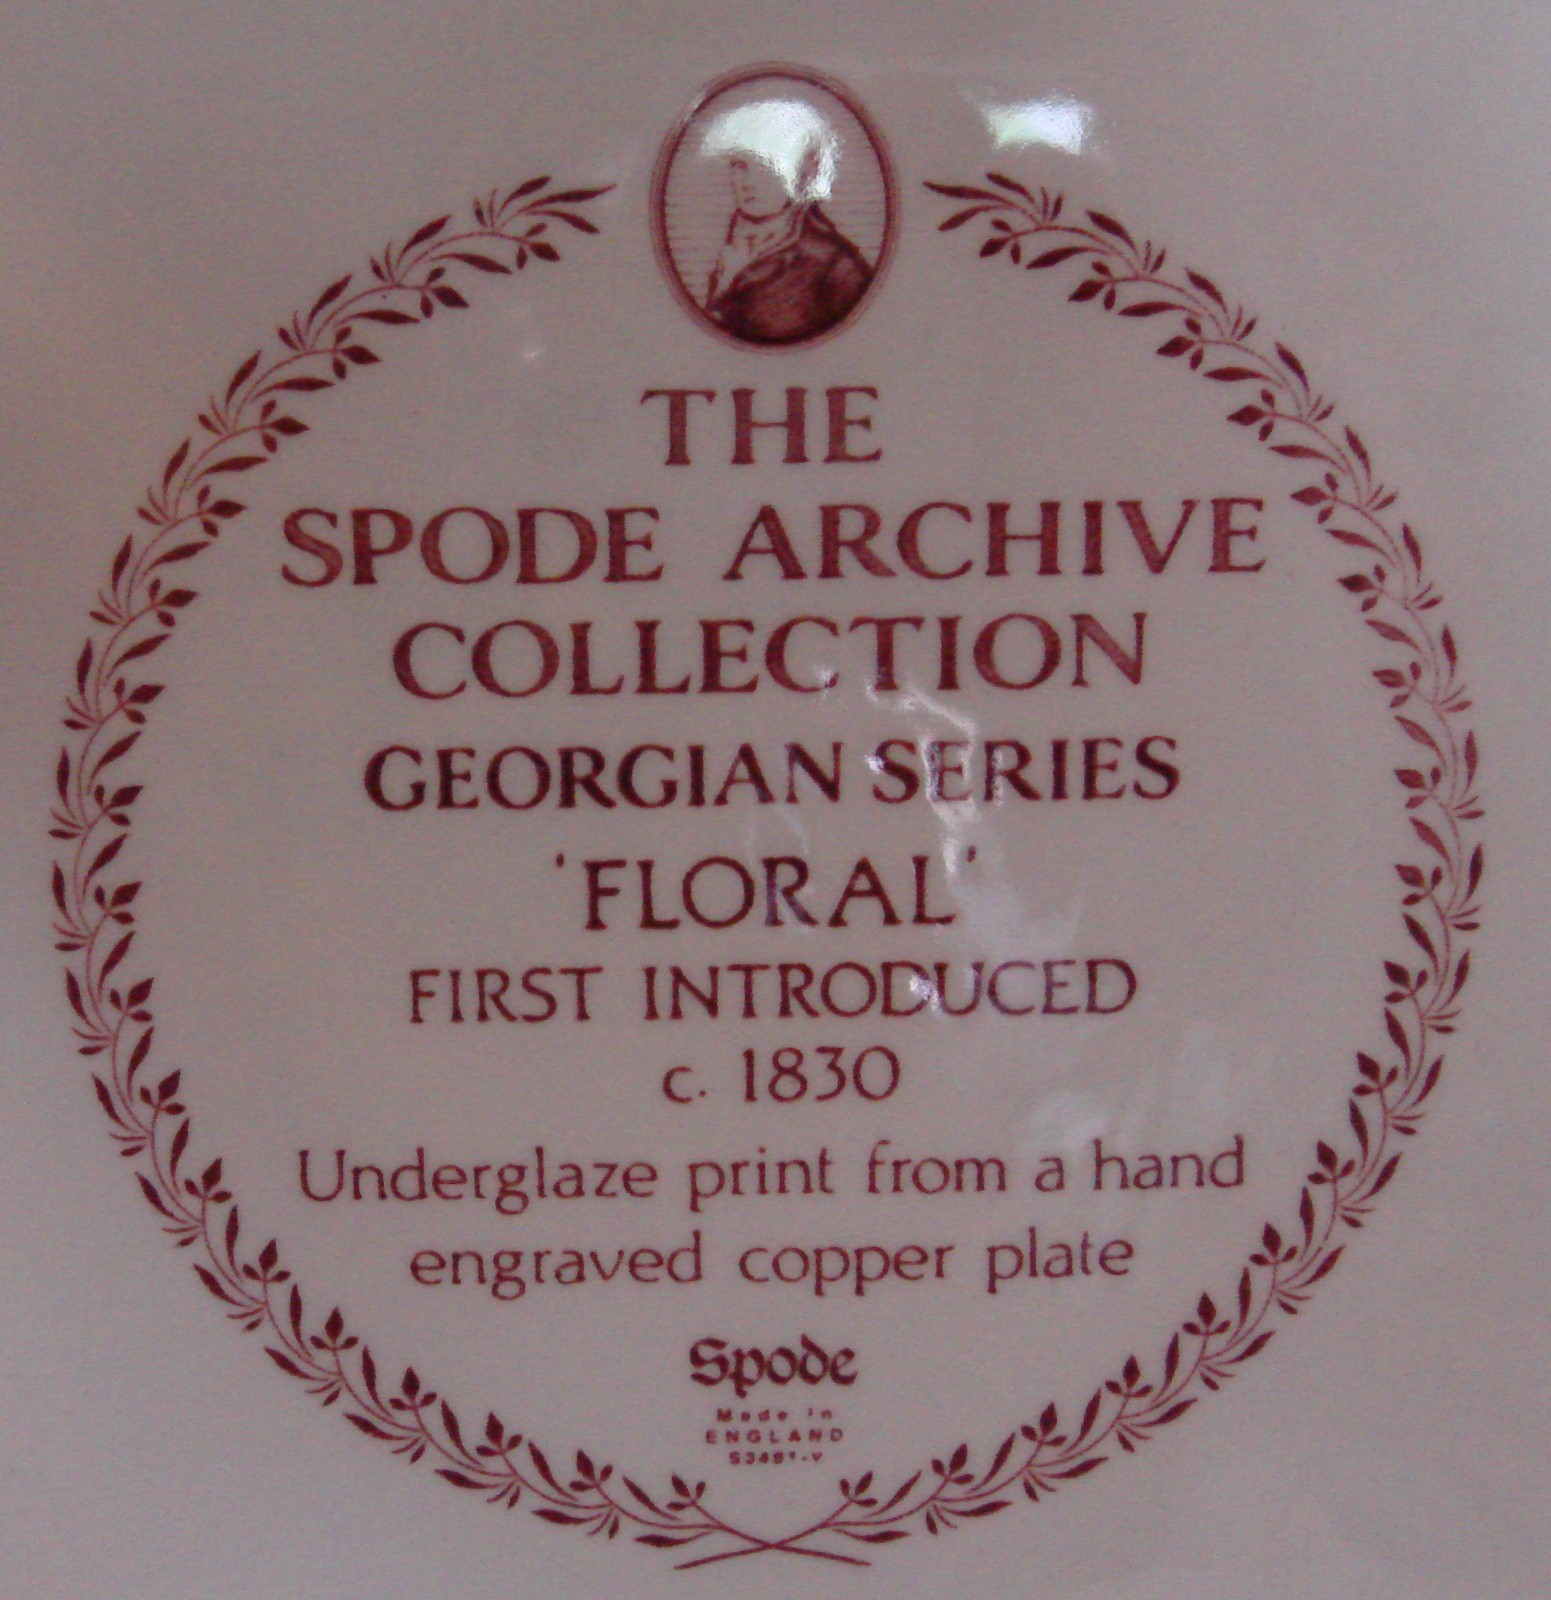 THE
SPODE ARCHIVE
COLLECTION
GEORGIAN SERIES
'FLORAL'
FIRST INTRODUCED
c. 1830
Underglaze print from a hand
engraved copper plate
Spode
Made in
ENGLAND